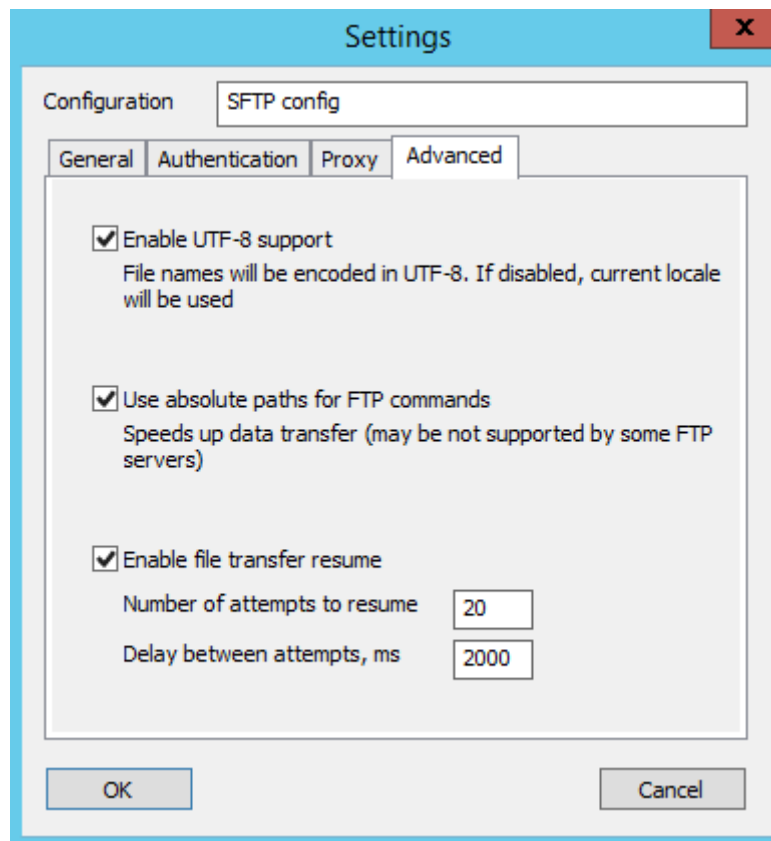 Settings
x
Configuration
SFTP config
General Authentication Proxy Advanced
Enable UTF-8 support
File names will be encoded in UTF-8. If disabled, current locale
will be used
Use absolute paths for FTP commands
Speeds up data transfer (may be not supported by some FTP
servers)
Enable file transfer resume
Number of attempts to resume 20
Delay between attempts, ms 2000
OK Cancel